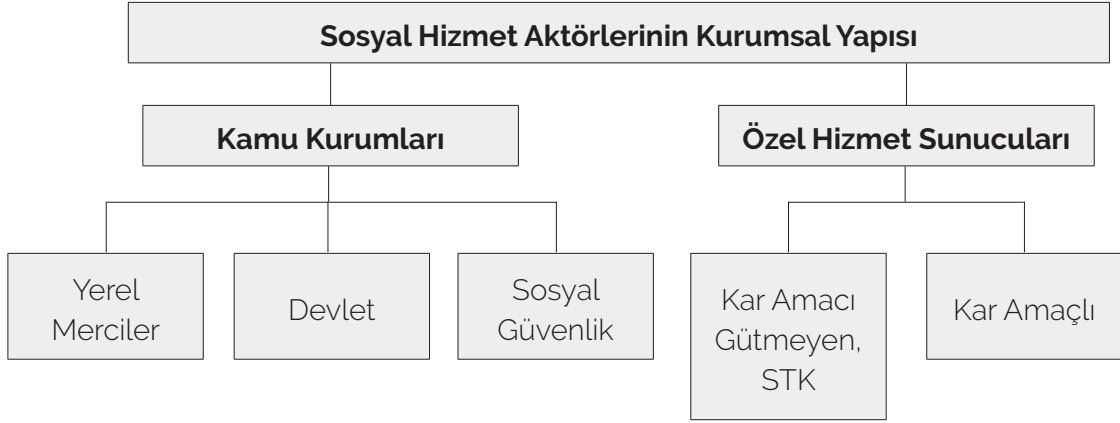 Sosyal Hizmet Aktörlerinin Kurumsal Yapısı
Kamu Kurumları
Özel Hizmet Sunucuları
Yerel
Merciler
Devlet
Sosyal
Güvenlik
Kar Amacı
Gütmeyen,
STK
Kar Amaçlı